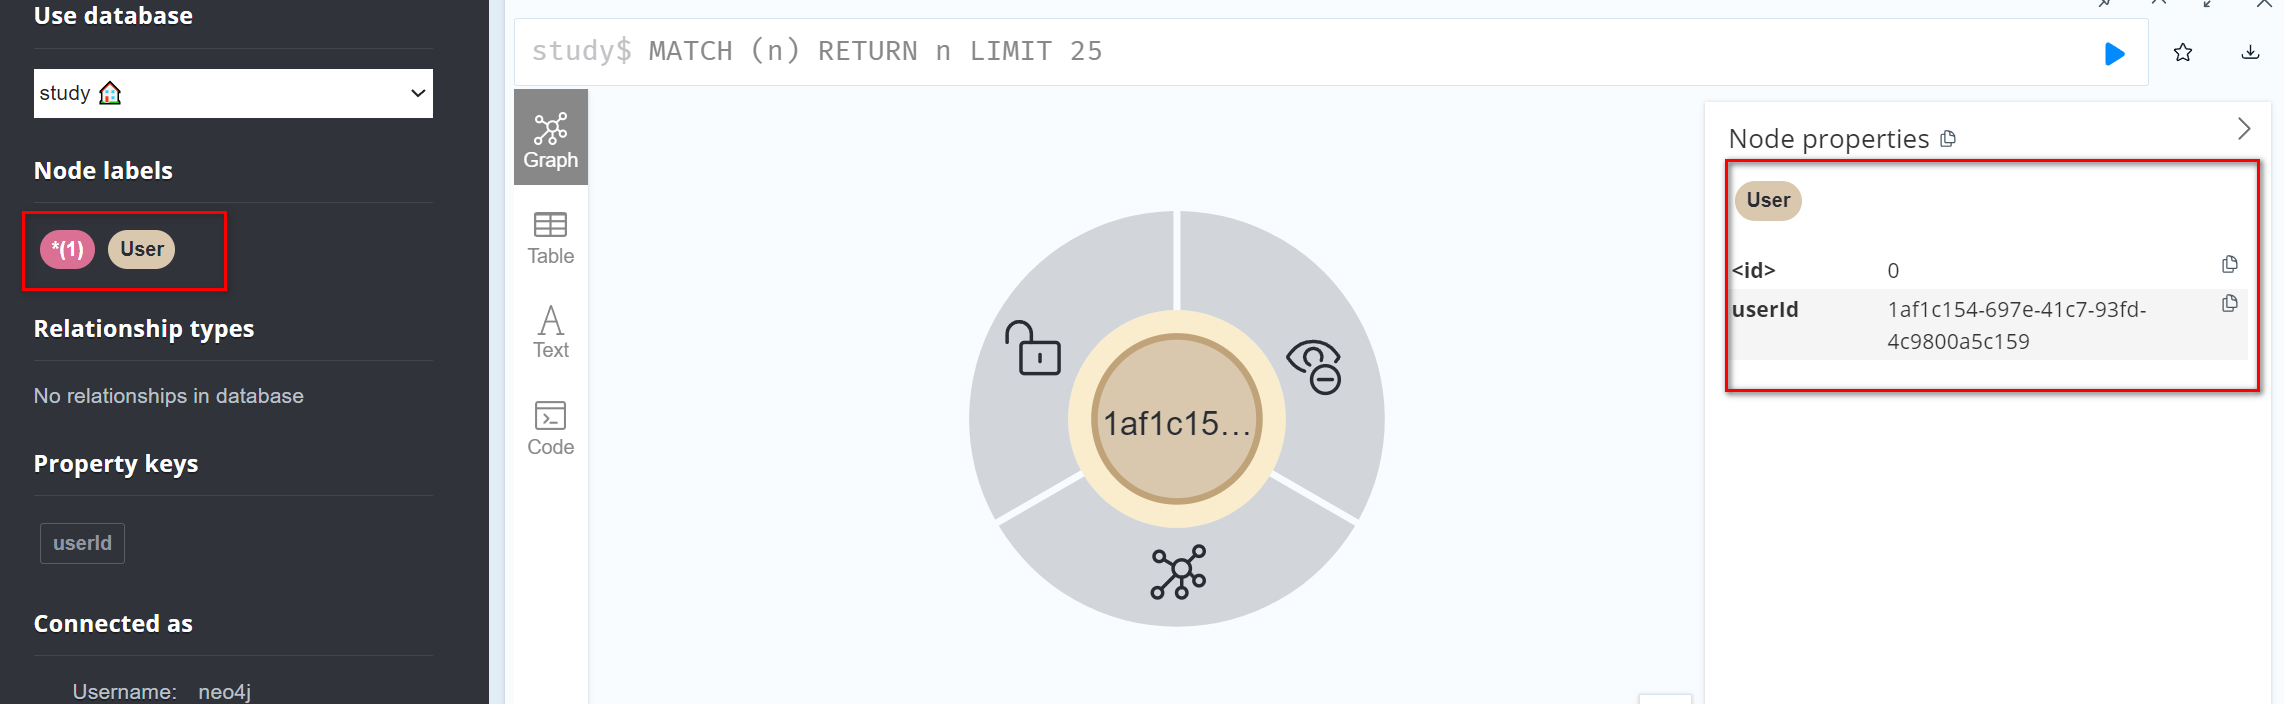 Use database
study
Node labels
*(1) User
Relationship types
No relationships in database
Property keys
userId
Connected as
Username: neo4j
study$ MATCH (n) RETURN n LIMIT 25
Graph
Table
Text
Code
1af1c15...
Node properties
User
<id> 0
userId 1af1c154-697e-41c7-93fd-
4c9800a5c159